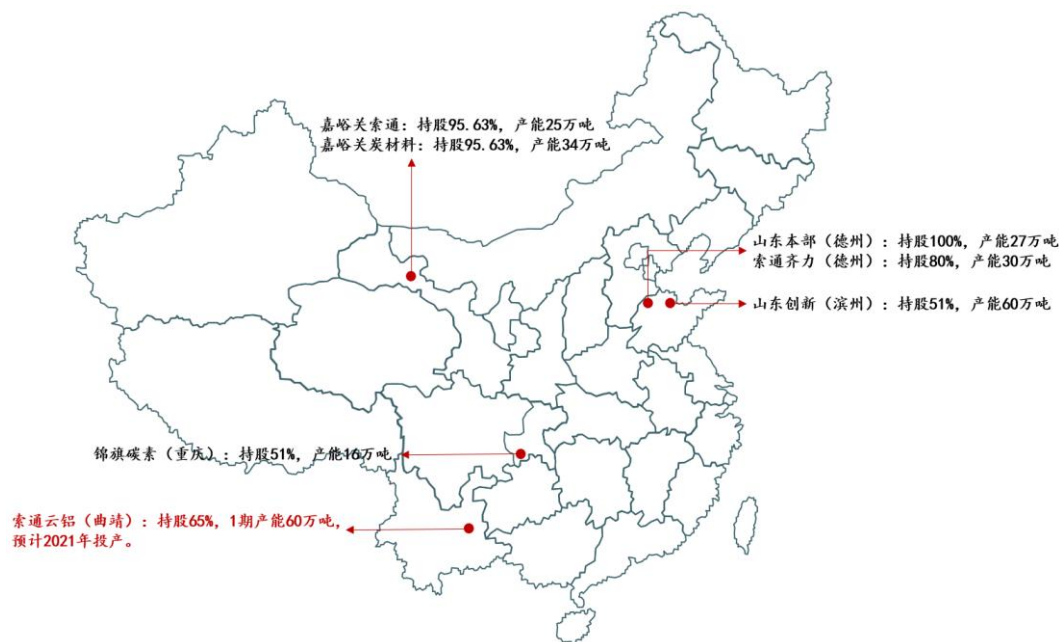 嘉峪关索通：持股95.63%，产能25万吨
嘉峪关炭材料：持股95.63%，产能34万吨
山东本部（德州）：持股100%，产能27万吨
索通齐力（德州）：持股80%，产能30万吨
山东创新（滨州）：持股51%，产能60万吨
锦旗碳素（重庆）：持股51%，产能16万吨
索通云铝（曲靖）：持股65%，1期产能60万吨，
预计2021年投产。